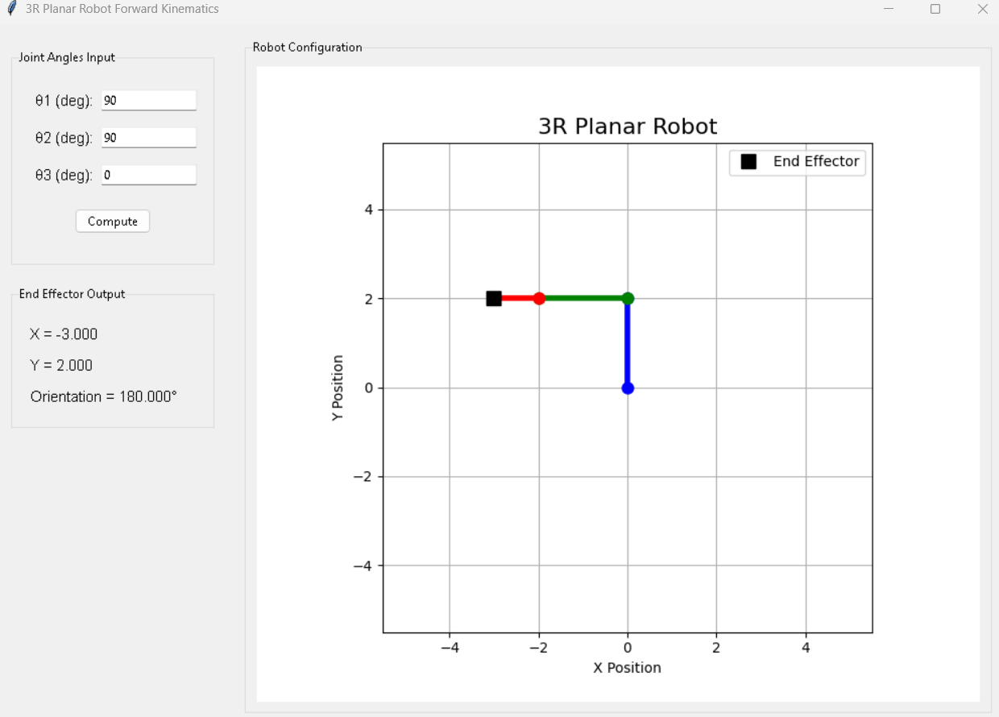 3R Planar Robot Forward Kinematics
Joint Angles Input
θ1 (deg): 90
θ2 (deg): 90
θ3 (deg): 0
Compute
End Effector Output
X = -3.000
Y = 2.000
Orientation = 180.000°
Robot Configuration
3R Planar Robot
End Effector
4
2
0
−2
−4
Y Position
−4 −2 0 2 4
X Position